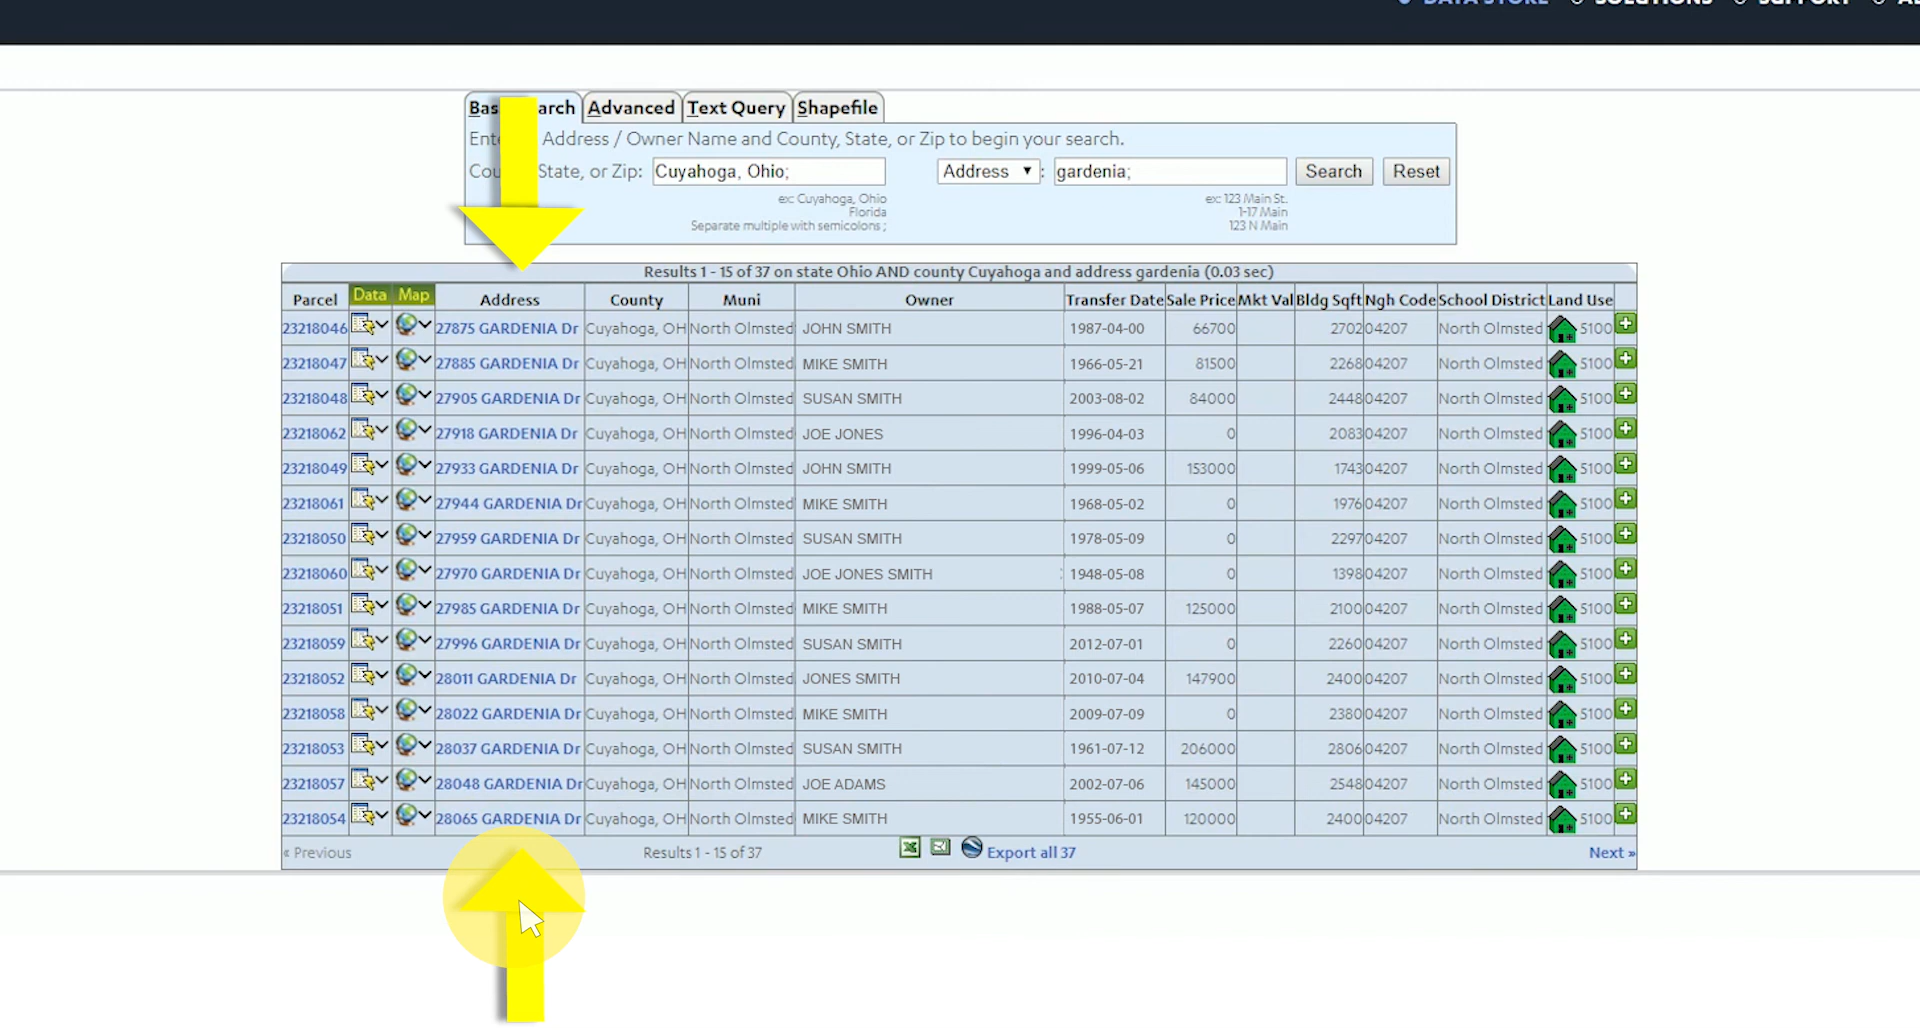 DATA STORE SOLUTIONS SUPPORT
Advanced Text Query Shapefile
Address / Owner Name and County, State, or Zip to begin your search.
State, or Zip: Cuyahoga, Ohio; Address : gardenia; Search Reset
ex: Cuyahoga, Ohio ex: 123 Main St.
Florida 1-17 Main
Separate multiple with semicolons ; 123 N Main
Results 1 - 15 of 37 on state Ohio AND county Cuyahoga and address gardenia (0.03 sec)
Parcel Data Map Address County Muni Owner Transfer Date Sale Price Mkt Val Bldg Sqft Ngh Code School District Land Use
23218046 27875 GARDENIA Dr Cuyahoga, OH North Olmsted JOHN SMITH 1987-04-00 66700 2702 04207 North Olmsted 5100
23218047 27885 GARDENIA Dr Cuyahoga, OH North Olmsted MIKE SMITH 1966-05-21 81500 2268 04207 North Olmsted 5100
23218048 27905 GARDENIA Dr Cuyahoga, OH North Olmsted SUSAN SMITH 2003-08-02 84000 2448 04207 North Olmsted 5100
23218062 27918 GARDENIA Dr Cuyahoga, OH North Olmsted JOE JONES 1996-04-03 0 2083 04207 North Olmsted 5100
23218049 27933 GARDENIA Dr Cuyahoga, OH North Olmsted JOHN SMITH 1999-05-06 153000 1743 04207 North Olmsted 5100
23218061 27944 GARDENIA Dr Cuyahoga, OH North Olmsted MIKE SMITH 1968-05-02 0 1976 04207 North Olmsted 5100
23218050 27959 GARDENIA Dr Cuyahoga, OH North Olmsted SUSAN SMITH 1978-05-09 0 2297 04207 North Olmsted 5100
23218060 27970 GARDENIA Dr Cuyahoga, OH North Olmsted JOE JONES SMITH 1948-05-08 0 1398 04207 North Olmsted 5100
23218051 27985 GARDENIA Dr Cuyahoga, OH North Olmsted MIKE SMITH 1988-05-07 125000 2100 04207 North Olmsted 5100
23218059 27996 GARDENIA Dr Cuyahoga, OH North Olmsted SUSAN SMITH 2012-07-01 0 2260 04207 North Olmsted 5100
23218052 28011 GARDENIA Dr Cuyahoga, OH North Olmsted JONES SMITH 2010-07-04 147900 2400 04207 North Olmsted 5100
23218058 28022 GARDENIA Dr Cuyahoga, OH North Olmsted MIKE SMITH 2009-07-09 0 2380 04207 North Olmsted 5100
23218053 28037 GARDENIA Dr Cuyahoga, OH North Olmsted SUSAN SMITH 1961-07-12 206000 2806 04207 North Olmsted 5100
23218057 28048 GARDENIA Dr Cuyahoga, OH North Olmsted JOE ADAMS 2002-07-06 145000 2548 04207 North Olmsted 5100
23218054 28065 GARDENIA Dr Cuyahoga, OH North Olmsted MIKE SMITH 1955-06-01 120000 2400 04207 North Olmsted 5100
« Previous Results 1 - 15 of 37 Export all 37 Next »